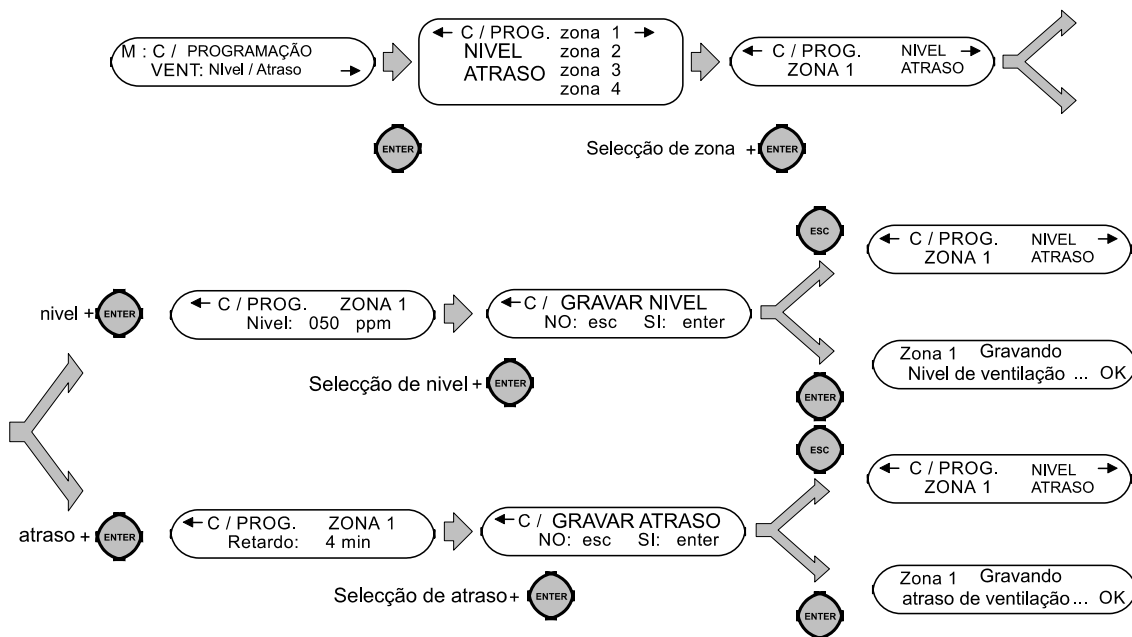 M : C / PROGRAMAÇÃO
VENT: Nível / Atraso
C / PROG. zona 1
NIVEL zona 2
ATRASO zona 3
zona 4
C / PROG. NIVEL
ZONA 1 ATRASO
ENTER
Selecção de zona + ENTER
ESC
C / PROG. NIVEL
ZONA 1 ATRASO
nivel + ENTER
C / PROG. ZONA 1
Nivel: 050 ppm
C / GRAVAR NIVEL
NO: esc SI: enter
Zona 1 Gravando
Nivel de ventilação ... OK
Selecção de nivel + ENTER
ENTER
ESC
C / PROG. NIVEL
ZONA 1 ATRASO
atraso + ENTER
C / PROG. ZONA 1
Retardo: 4 min
C / GRAVAR ATRASO
NO: esc SI: enter
Zona 1 Gravando
atraso de ventilação ... OK
Selecção de atraso + ENTER
ENTER